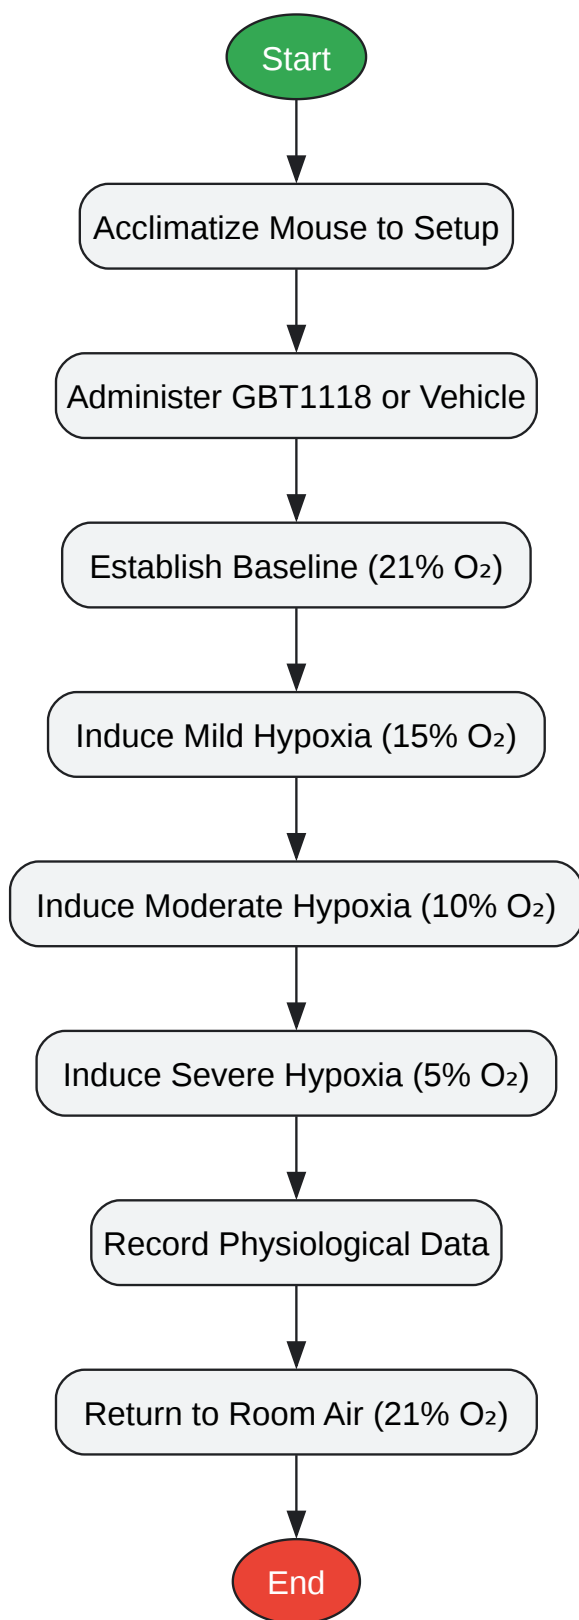 Start
Acclimatize Mouse to Setup
Administer GBT1118 or Vehicle
Establish Baseline (21% O₂)
Induce Mild Hypoxia (15% O₂)
Induce Moderate Hypoxia (10% O₂)
Induce Severe Hypoxia (5% O₂)
Record Physiological Data
Return to Room Air (21% O₂)
End